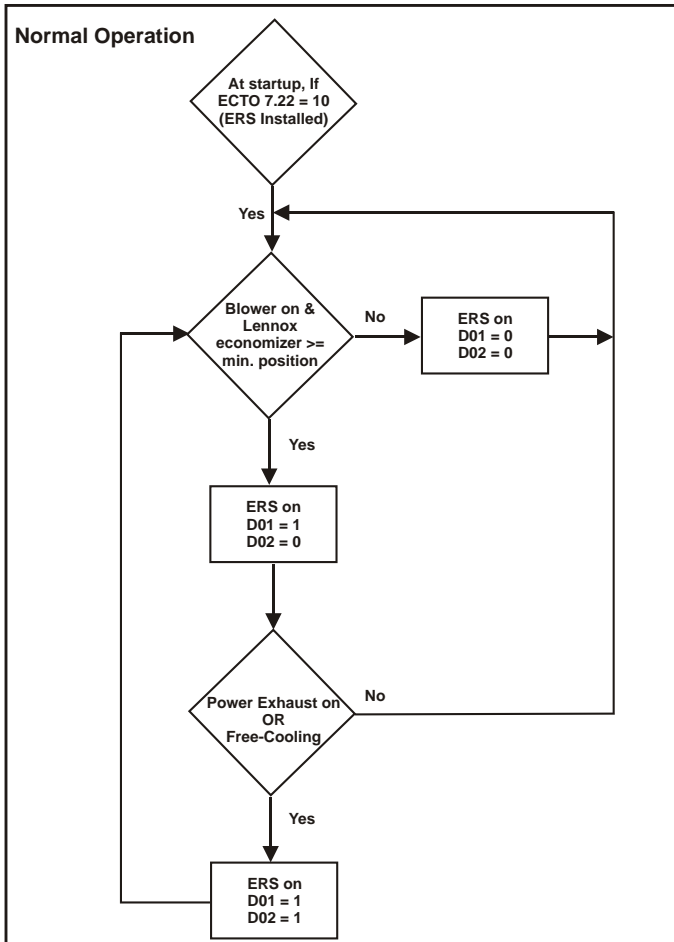 Normal Operation
At startup, If
ECTO 7.22 = 10
(ERS Installed)
Yes
Blower on &
Lennox
economizer >=
min. position
No
ERS on
D01 = 0
D02 = 0
Yes
ERS on
D01 = 1
D02 = 0
Power Exhaust on
OR
Free-Cooling
No
Yes
ERS on
D01 = 1
D02 = 1